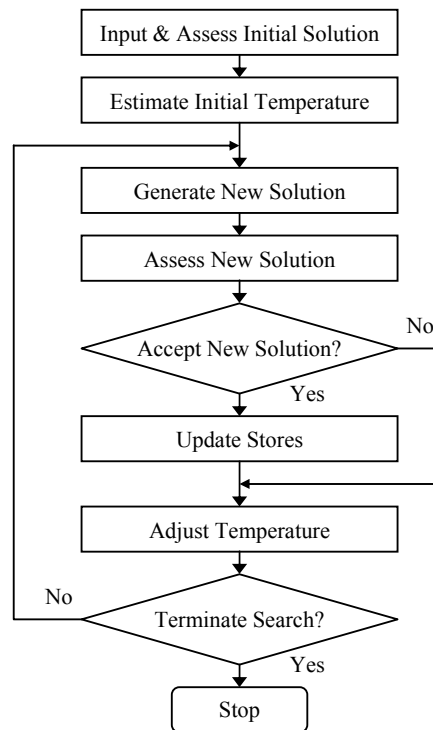 Input & Assess Initial Solution
Estimate Initial Temperature
Generate New Solution
Assess New Solution
No
Accept New Solution?
Yes
Update Stores
Adjust Temperature
No
Terminate Search?
Yes
Stop